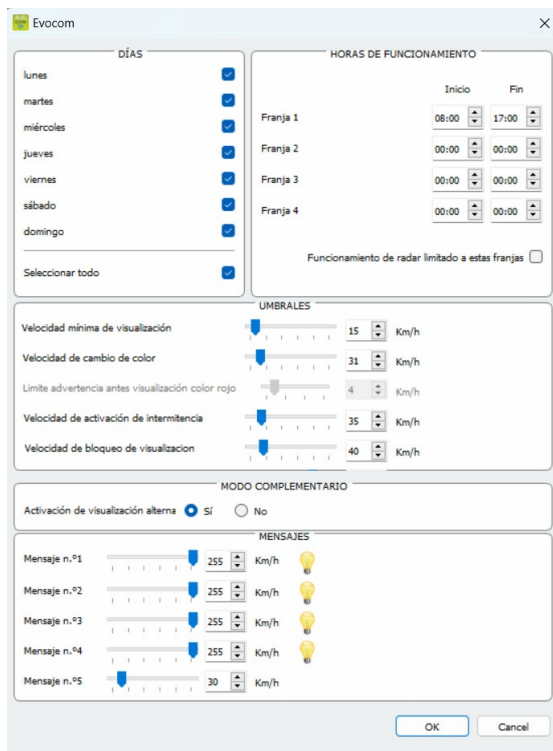 Evocom
DÍAS
lunes
martes
miércoles
jueves
viernes
sábado
domingo
Seleccionar todo
HORAS DE FUNCIONAMIENTO
Inicio Fin
Franja 1 08:00 17:00
Franja 2 00:00 00:00
Franja 3 00:00 00:00
Franja 4 00:00 00:00
Funcionamiento de radar limitado a estas franjas
UMBRALES
Velocidad mínima de visualización 15 Km/h
Velocidad de cambio de color 31 Km/h
Limite advertencia antes visualización color rojo 4 Km/h
Velocidad de activación de intermitencia 35 Km/h
Velocidad de bloqueo de visualizacion 40 Km/h
MODO COMPLEMENTARIO
Activación de visualización alterna Sí No
MENSAJES
Mensaje n.º1 255 Km/h
Mensaje n.º2 255 Km/h
Mensaje n.º3 255 Km/h
Mensaje n.º4 255 Km/h
Mensaje n.º5 30 Km/h
OK Cancel